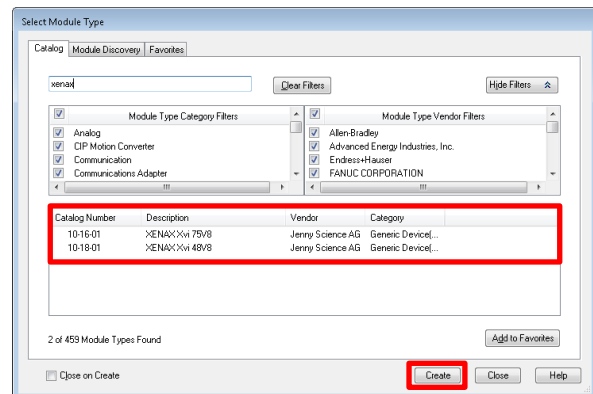 Select Module Type
Catalog Module Discovery Favorites
xenax Clear Filters Hide Filters
Module Type Category Filters Module Type Vendor Filters
Analog Allen-Bradley
CIP Motion Converter Advanced Energy Industries, Inc.
Communication Endress+Hauser
Communications Adapter FANUC CORPORATION
Catalog Number Description Vendor Category
10-16-01 XENAX Xvi 75V8 Jenny Science AG Generic Device(...
10-18-01 XENAX Xvi 48V8 Jenny Science AG Generic Device(...
2 of 459 Module Types Found Add to Favorites
Close on Create Create Close Help